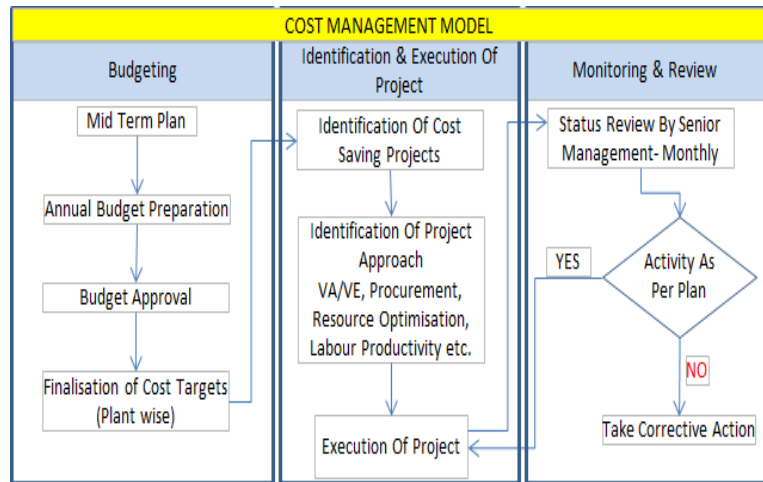 COST MANAGEMENT MODEL
Budgeting
Mid Term Plan
Annual Budget Preparation
Budget Approval
Finalisation of Cost Targets
(Plant wise)
Identification & Execution Of
Project
Identification Of Cost
Saving Projects
Identification Of Project
Approach
VA/VE, Procurement,
Resource Optimisation,
Labour Productivity etc.
Execution Of Project
Monitoring & Review
Status Review By Senior
Management- Monthly
YES
Activity As
Per Plan
NO
Take Corrective Action